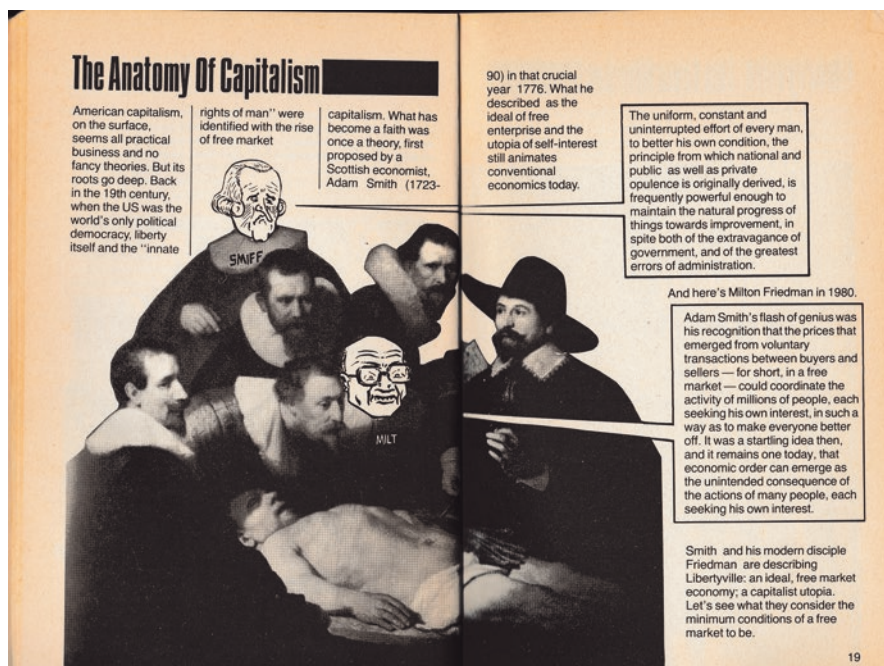 The Anatomy Of Capitalism
American capitalism,
on the surface,
seems all practical
business and no
fancy theories. But its
roots go deep. Back
in the 19th century,
when the US was the
world's only political
democracy, liberty
itself and the "innate
rights of man" were
identified with the rise
of free market
capitalism. What has
become a faith was
once a theory, first
proposed by a
Scottish economist,
Adam Smith (1723-
SMIFF
MILT
90) in that crucial
year 1776. What he
described as the
ideal of free
enterprise and the
utopia of self-interest
still animates
conventional
economics today.
The uniform, constant and
uninterrupted effort of every man,
to better his own condition, the
principle from which national and
public as well as private
opulence is originally derived, is
frequently powerful enough to
maintain the natural progress of
things towards improvement, in
spite both of the extravagance of
government, and of the greatest
errors of administration.
And here's Milton Friedman in 1980.
Adam Smith's flash of genius was
his recognition that the prices that
emerged from voluntary
transactions between buyers and
sellers — for short, in a free
market — could coordinate the
activity of millions of people, each
seeking his own interest, in such a
way as to make everyone better
off. It was a startling idea then,
and it remains one today, that
economic order can emerge as
the unintended consequence of
the actions of many people, each
seeking his own interest.
Smith and his modern disciple
Friedman are describing
Libertyville: an ideal, free market
economy; a capitalist utopia.
Let's see what they consider the
minimum conditions of a free
market to be.
19